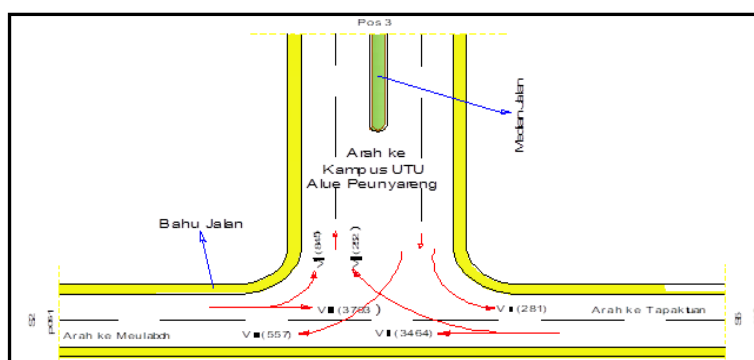 Pos 3
Median Jalan
Arah ke
Kampus UTU
Alue Peunyareng
Bahu Jalan
(252)
(3763)
(281)
Arah ke Tapaktuan
Arah ke Meulaboh
(557)
(3464)